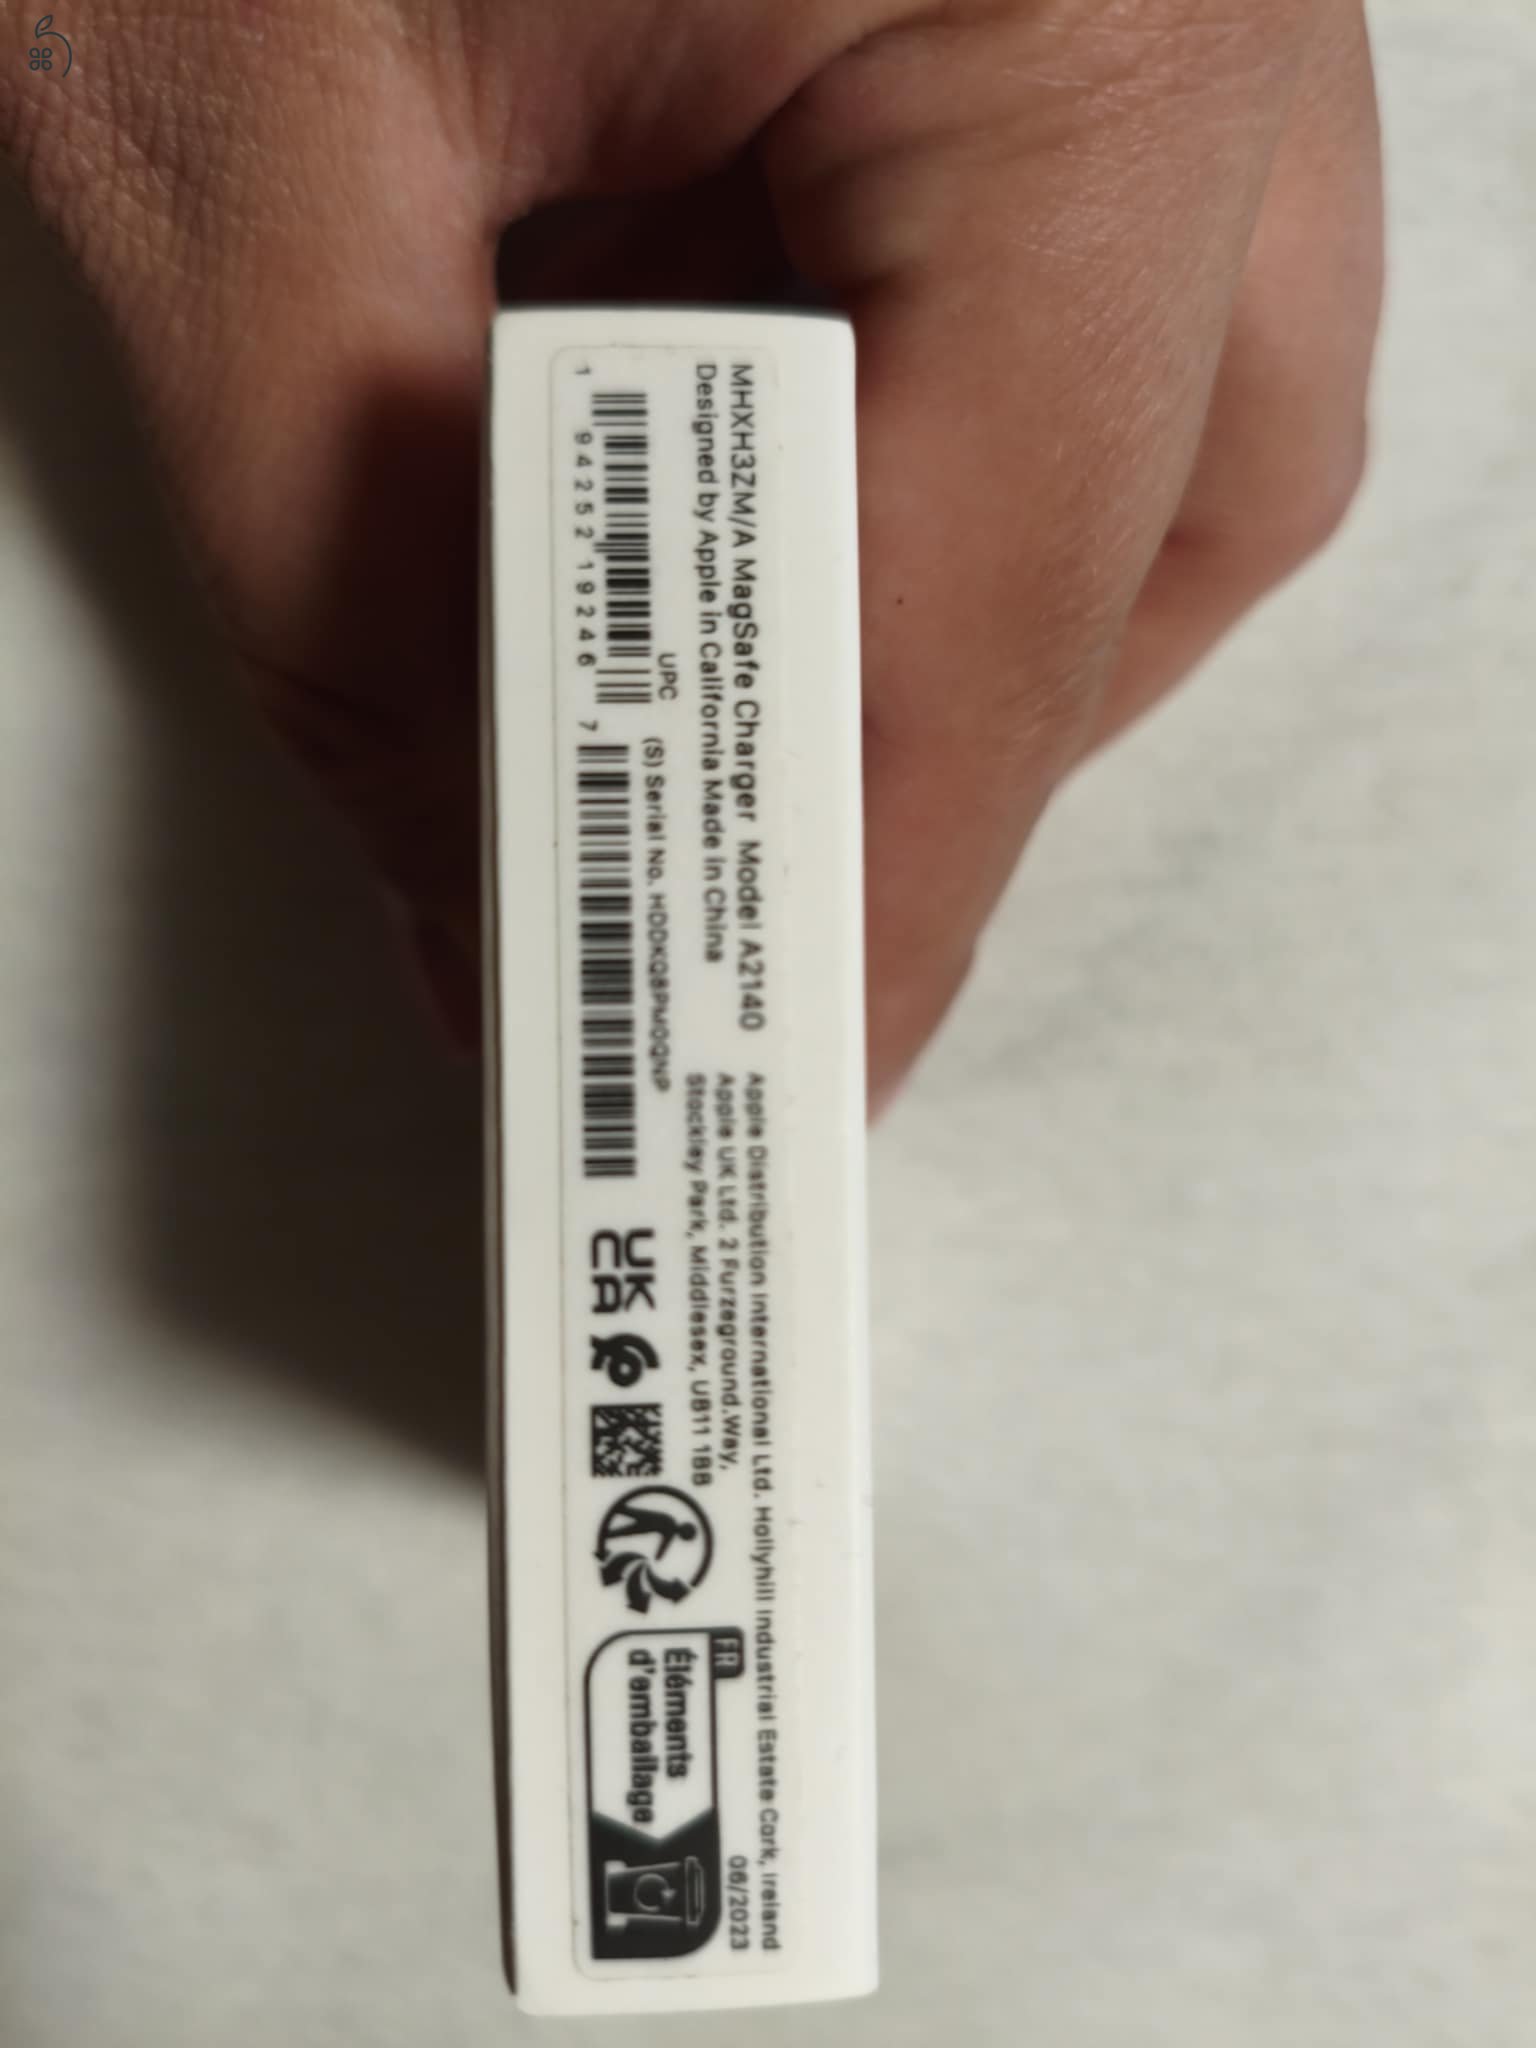 MHXH3ZM/A MagSafe Charger Model A2140
Designed by Apple in California Made in China
UPC
1 94252 19246 7
(S) Serial No. HDDKQ8PM0QNP
Apple Distribution International Ltd. Hollyhill Industrial Estate Cork, Ireland
Apple UK Ltd. 2 Furzeground Way,
Stockley Park, Middlesex, UB11 1BB
06/2023
UK
CA
FR
Éléments
d'emballage